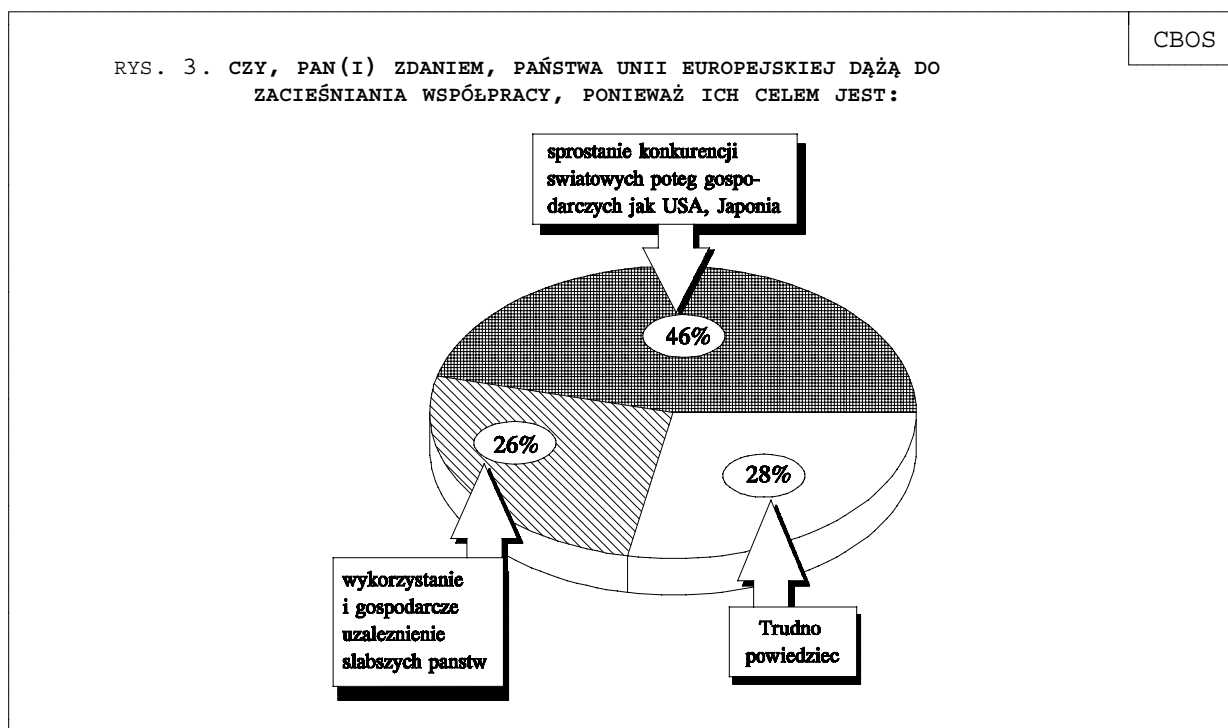 CBOS
RYS. 3. CZY, PAN(I) ZDANIEM, PAŃSTWA UNII EUROPEJSKIEJ DĄŻĄ DO
ZACIEŚNIANIA WSPÓŁPRACY, PONIEWAŻ ICH CELEM JEST:
sprostanie konkurencji
swiatowych poteg gospo-
darczych jak USA, Japonia
46%
26%
28%
wykorzystanie
i gospodarcze
uzaleznienie
slabszych panstw
Trudno
powiedziec